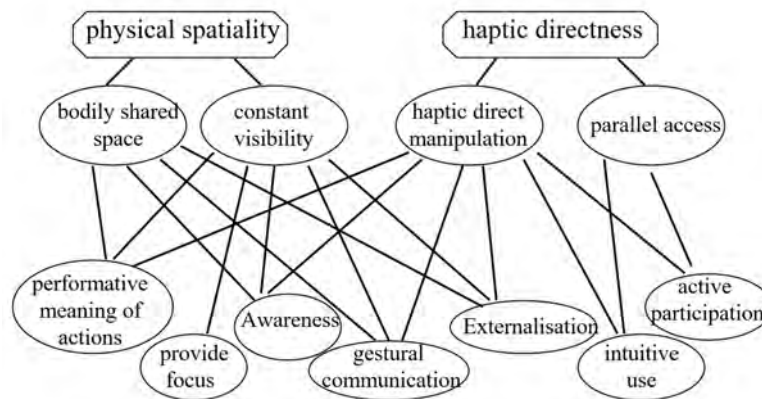 physical spatiality
haptic directness
bodily shared
space
constant
visibility
haptic direct
manipulation
parallel access
performative
meaning of
actions
provide
focus
Awareness
gestural
communication
Externalisation
intuitive
use
active
participation